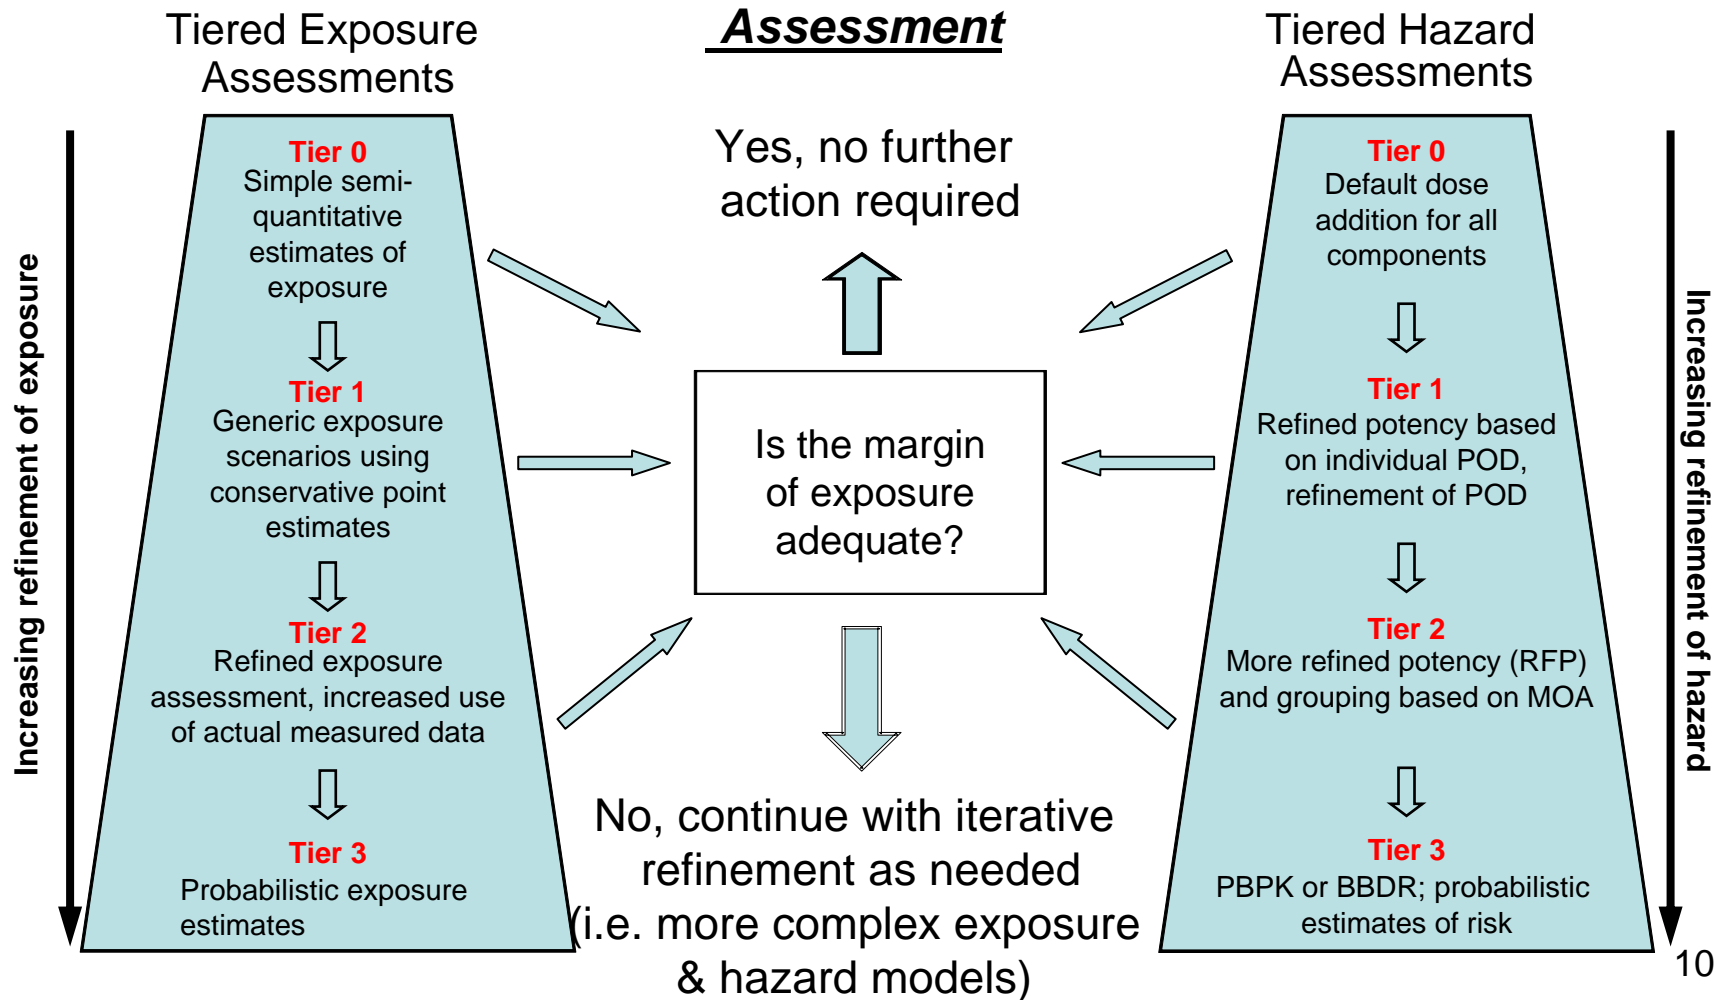 Tiered Exposure
Assessments
Assessment
Tiered Hazard
Assessments
Increasing refinement of exposure
Tier 0
Simple semi-
quantitative
estimates of
exposure
Tier 1
Generic exposure
scenarios using
conservative point
estimates
Tier 2
Refined exposure
assessment, increased use
of actual measured data
Tier 3
Probabilistic exposure
estimates
Yes, no further
action required
Is the margin
of exposure
adequate?
No, continue with iterative
refinement as needed
(i.e. more complex exposure
& hazard models)
Tier 0
Default dose
addition for all
components
Tier 1
Refined potency based
on individual POD,
refinement of POD
Tier 2
More refined potency (RFP)
and grouping based on MOA
Tier 3
PBPK or BBDR; probabilistic
estimates of risk
Increasing refinement of hazard
10